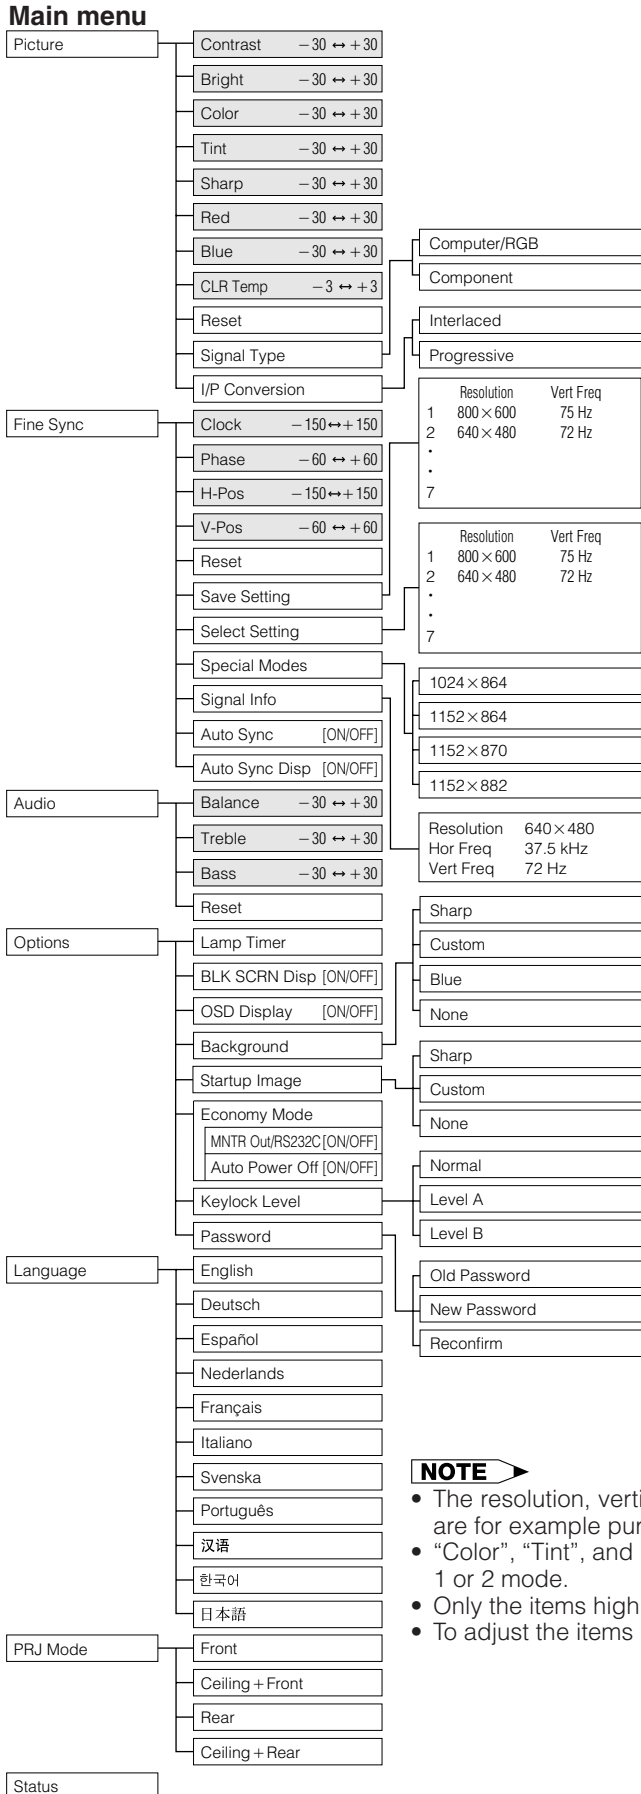 Main menu
Picture
Contrast −30 ↔ +30
Bright −30 ↔ +30
Color −30 ↔ +30
Tint −30 ↔ +30
Sharp −30 ↔ +30
Red −30 ↔ +30
Blue −30 ↔ +30
CLR Temp −3 ↔ +3
Reset
Signal Type
I/P Conversion
Computer/RGB
Component
Interlaced
Progressive
Fine Sync
Clock −150↔+150
Phase −60 ↔ +60
H-Pos −150↔+150
V-Pos −60 ↔ +60
Reset
Save Setting
Select Setting
Special Modes
Signal Info
Auto Sync [ON/OFF]
Auto Sync Disp [ON/OFF]
Resolution Vert Freq
1 800×600 75 Hz
2 640×480 72 Hz
•
•
7
Resolution Vert Freq
1 800×600 75 Hz
2 640×480 72 Hz
•
•
7
1024×864
1152×864
1152×870
1152×882
Resolution 640×480
Hor Freq 37.5 kHz
Vert Freq 72 Hz
Audio
Balance −30 ↔ +30
Treble −30 ↔ +30
Bass −30 ↔ +30
Reset
Options
Lamp Timer
BLK SCRN Disp [ON/OFF]
OSD Display [ON/OFF]
Background
Startup Image
Economy Mode
MNTR Out/RS232C [ON/OFF]
Auto Power Off [ON/OFF]
Keylock Level
Password
Sharp
Custom
Blue
None
Sharp
Custom
None
Normal
Level A
Level B
Old Password
New Password
Reconfirm
Language
English
Deutsch
Español
Nederlands
Français
Italiano
Svenska
Português
汉语
한국어
日本語
PRJ Mode
Front
Ceiling+Front
Rear
Ceiling+Rear
Status
NOTE
• The resolution, verti
are for example pur
• “Color”, “Tint”, and
1 or 2 mode.
• Only the items high
• To adjust the items